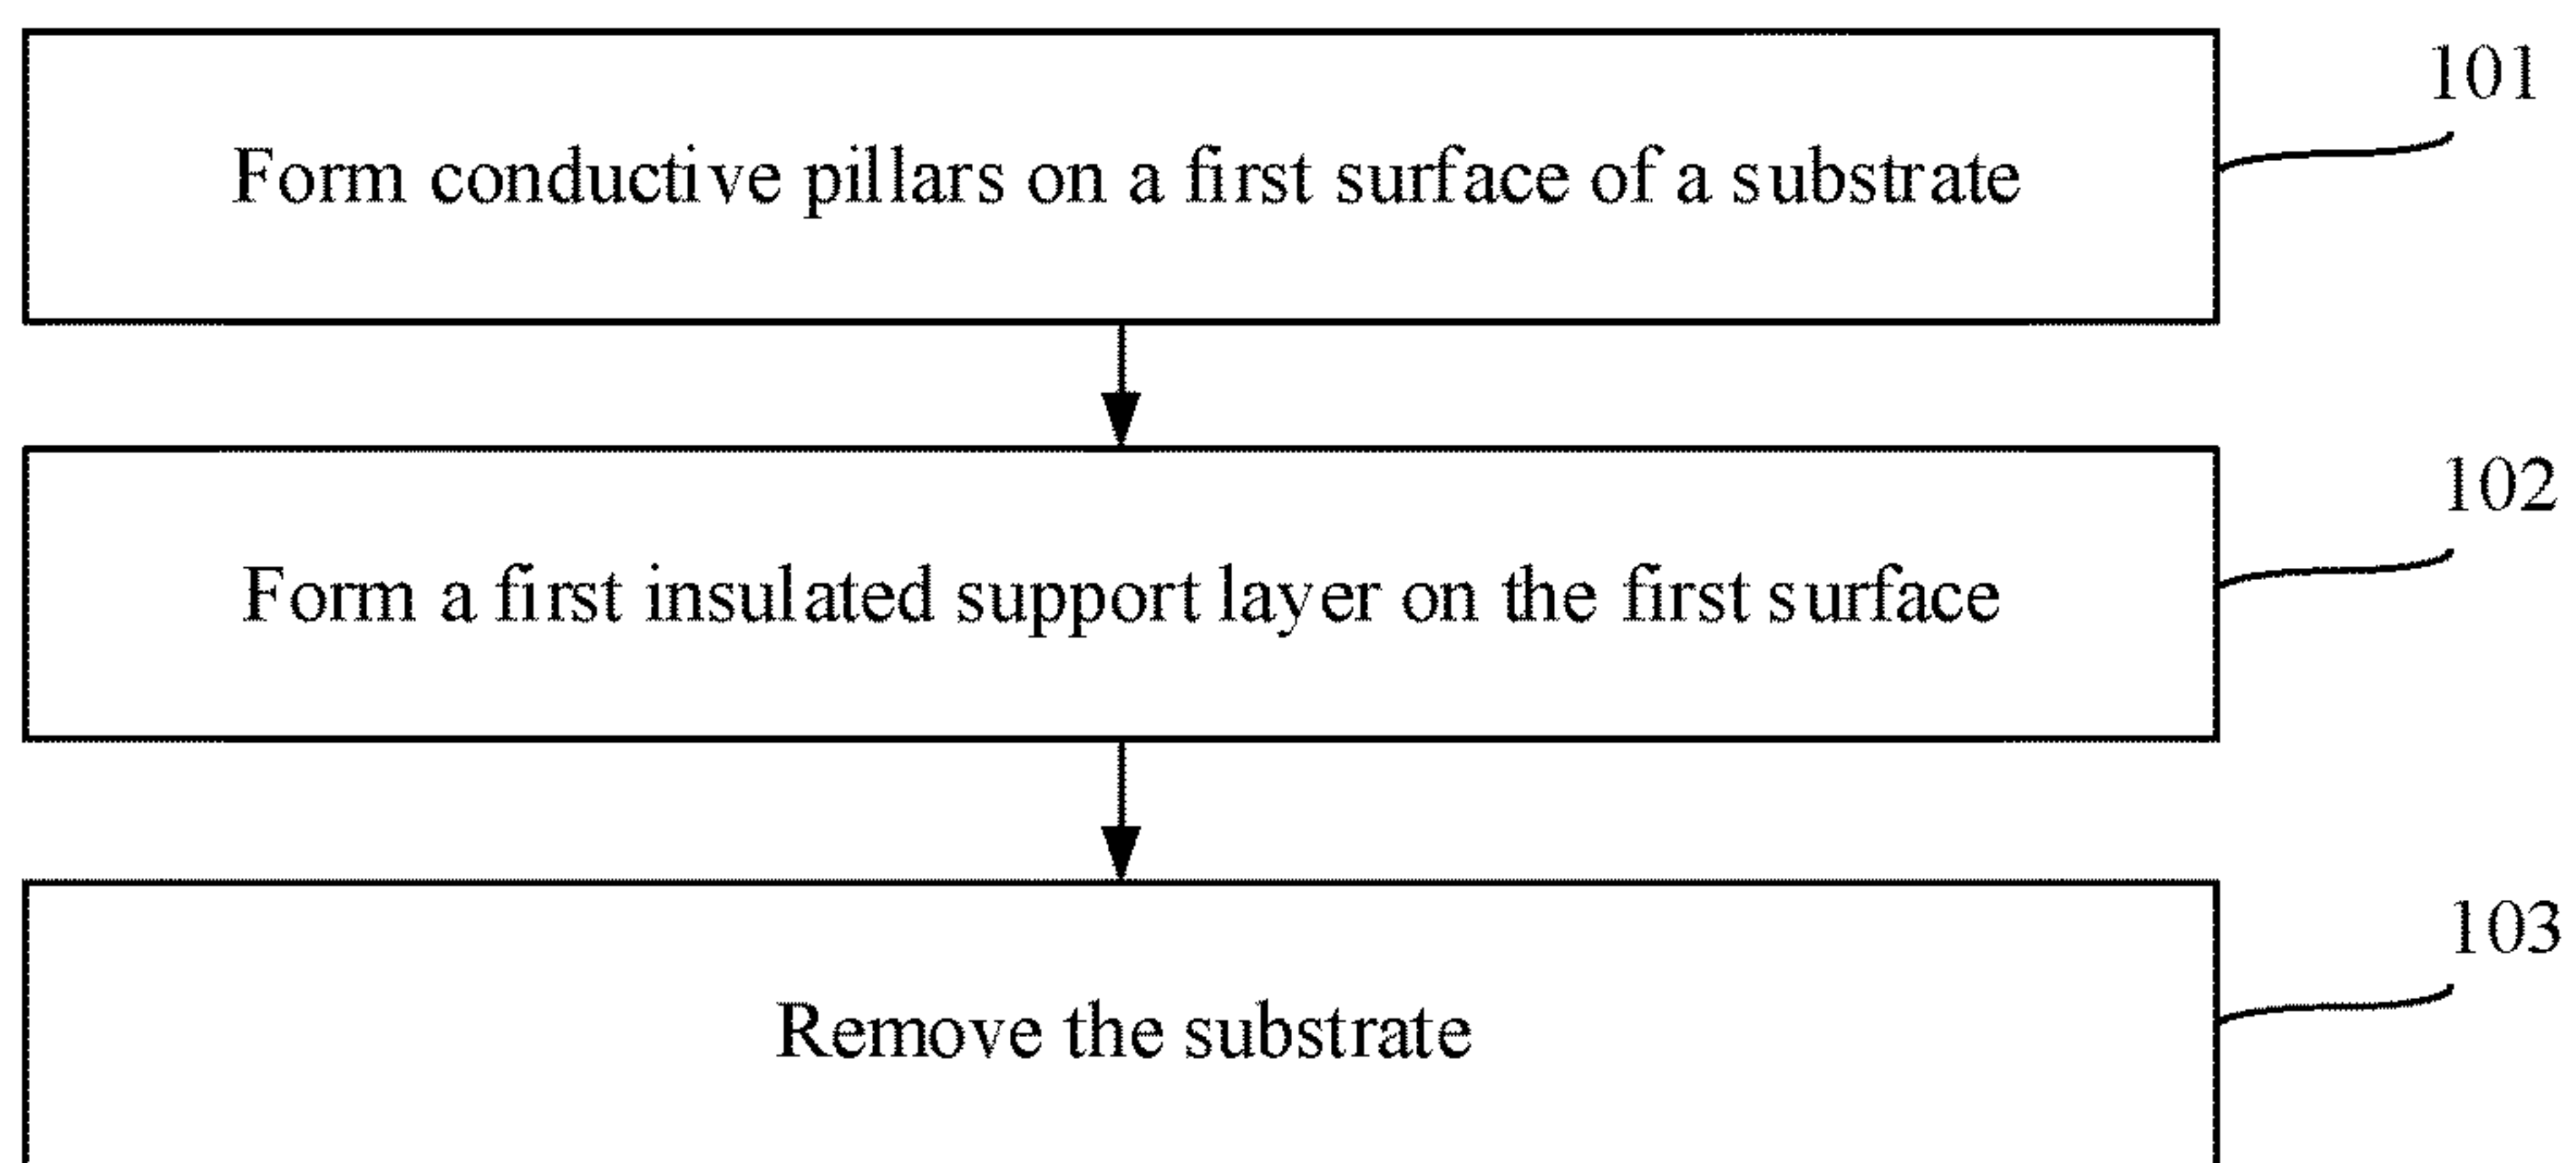 101
Form conductive pillars on a first surface of a substrate
102
Form a first insulated support layer on the first surface
103
Remove the substrate